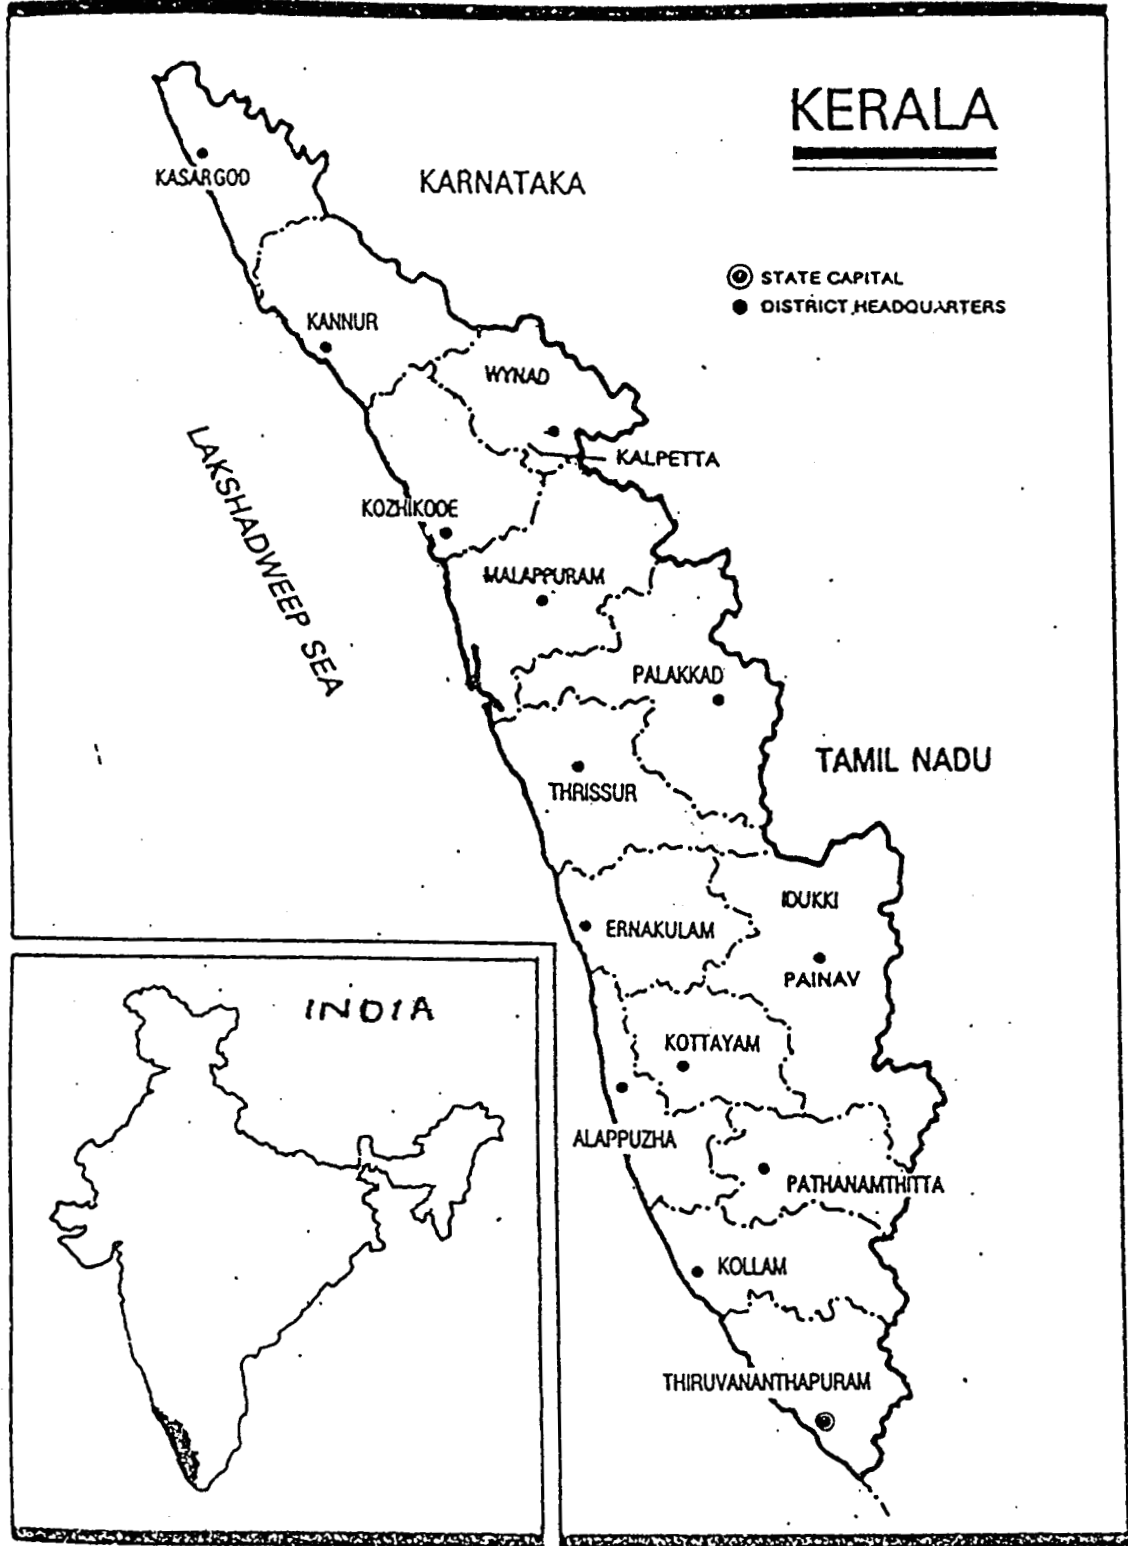 KERALA
KARNATAKA
KASARGOD
STATE CAPITAL
DISTRICT HEADQUARTERS
KANNUR
WYNAD
LAKSHADWEEP SEA
KALPETTA
KOZHIKODE
MALAPPURAM
PALAKKAD
TAMIL NADU
THRISSUR
IDUKKI
ERNAKULAM
PAINAV
INDIA
KOTTAYAM
ALAPPUZHA
PATHANAMTHITTA
KOLLAM
THIRUVANANTHAPURAM